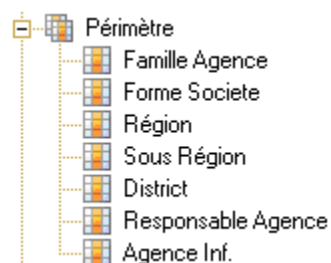 Périmètre
Famille Agence
Forme Societe
Région
Sous Région
District
Responsable Agence
Agence Inf.